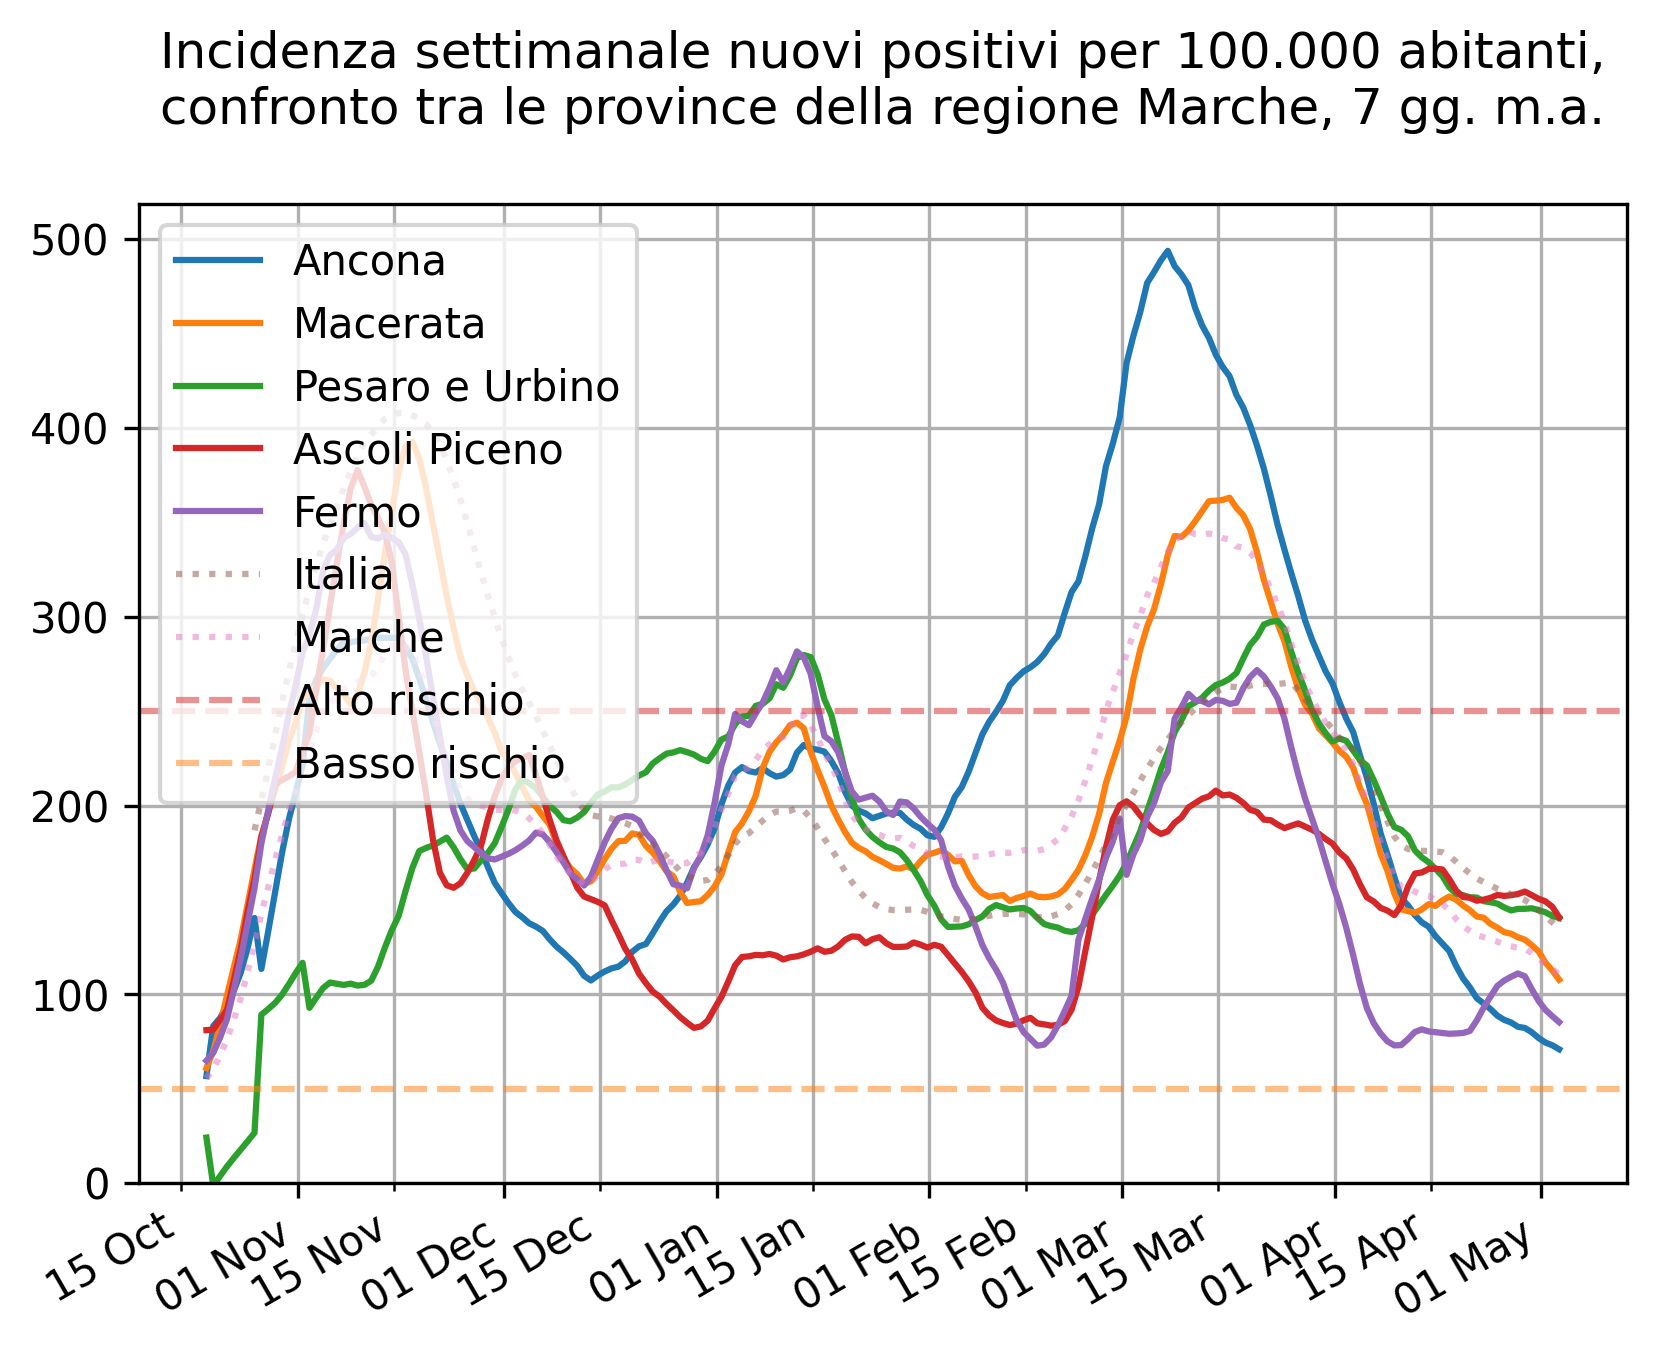 Incidenza settimanale nuovi positivi per 100.000 abitanti,
confronto tra le province della regione Marche, 7 gg. m.a.
500
400
300
200
100
0
Ancona
Macerata
Pesaro e Urbino
Ascoli Piceno
Fermo
Italia
Marche
Alto rischio
Basso rischio
15 Oct
01 Nov
15 Nov
01 Dec
15 Dec
01 Jan
15 Jan
01 Feb
15 Feb
01 Mar
15 Mar
01 Apr
15 Apr
01 May